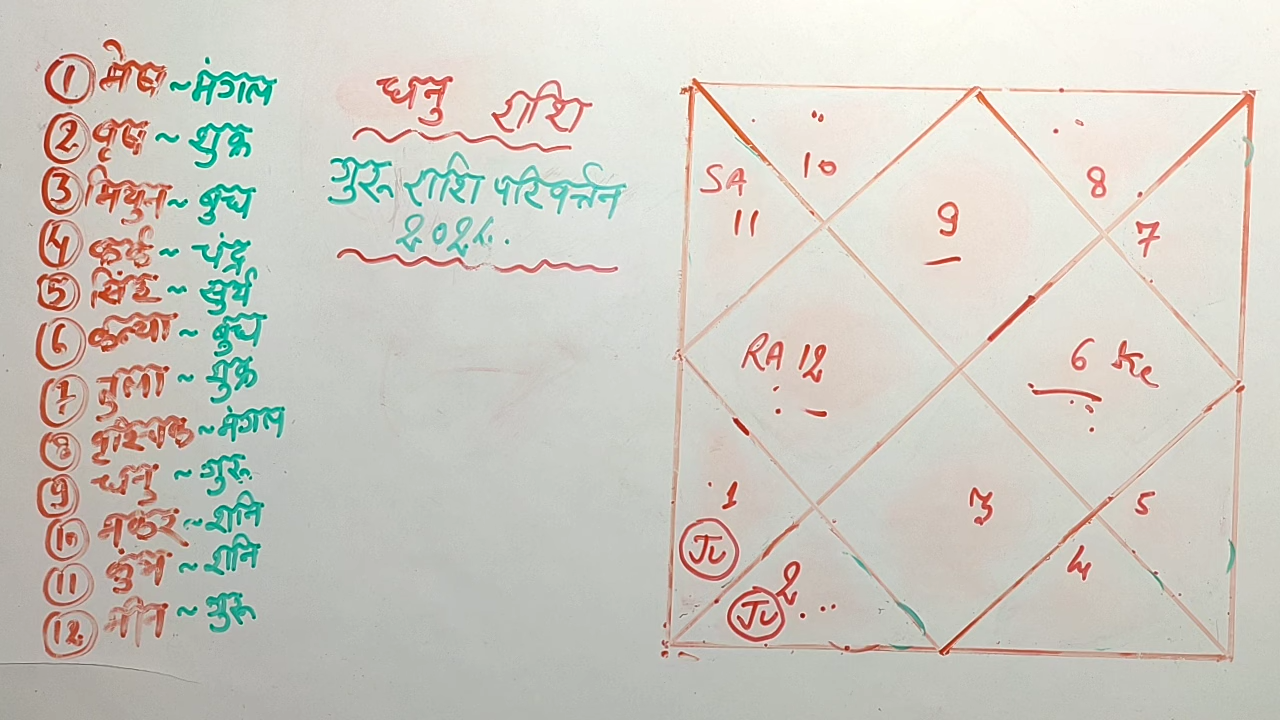 ① मेष ~ मंगल
② वृष ~ शुक्र
③ मिथुन ~ बुध
④ कर्क ~ चंद्र
⑤ सिंह ~ सुर्य
⑥ कन्या ~ बुध
⑦ तुला ~ शुक्र
⑧ वृश्चिक ~ मंगल
⑨ धनु ~ गुरु
⑩ मकर ~ शनि
⑪ कुंभ ~ शनि
⑫ मीन ~ गुरु
धनु राशि
गुरु राशि परिवर्त्तन
२०२४.
10
8
SA
11
9
7
RA 12
6 Ke
1
Ju
3
5
2
Ju
4